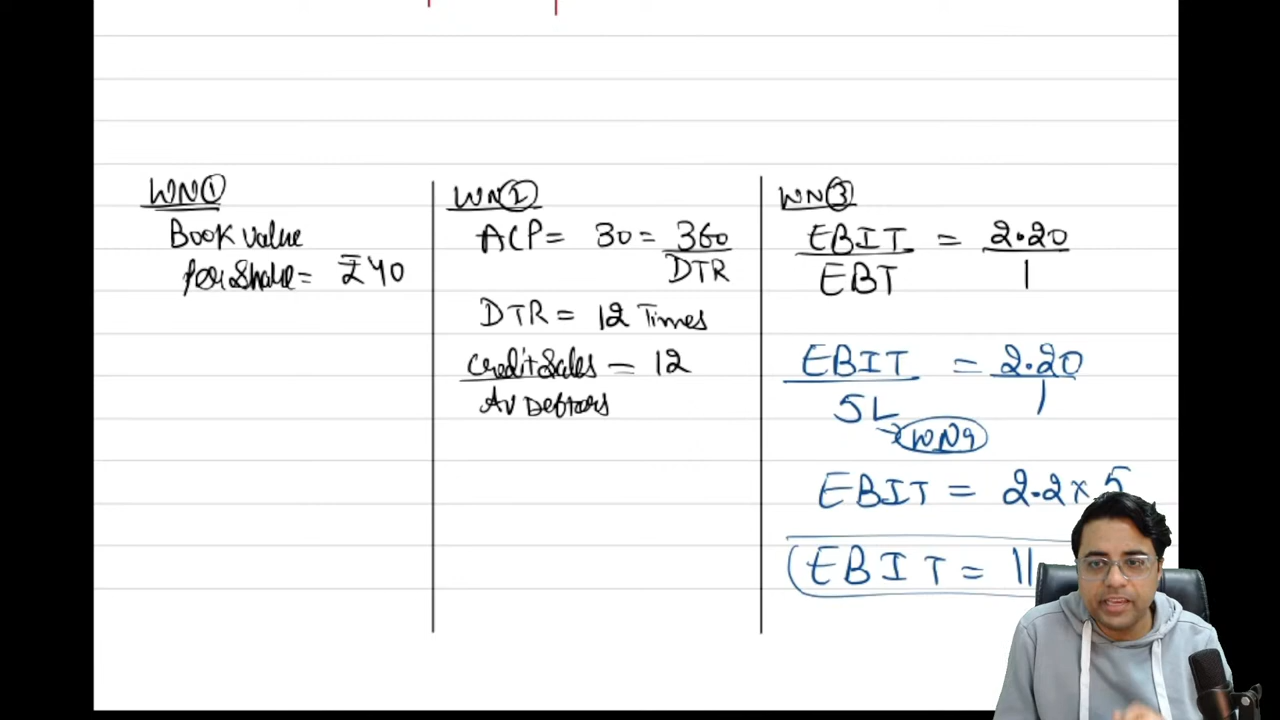 WN①
Book value
per Share = ₹40
WN②
ACP = 30 = 360
DTR
DTR = 12 Times
Credit Sales = 12
Av Debtors
WN③
EBIT = 2.20
EBT 1
EBIT = 2.20
5L 1
→ WN9
EBIT = 2.2 × 5
EBIT = 11